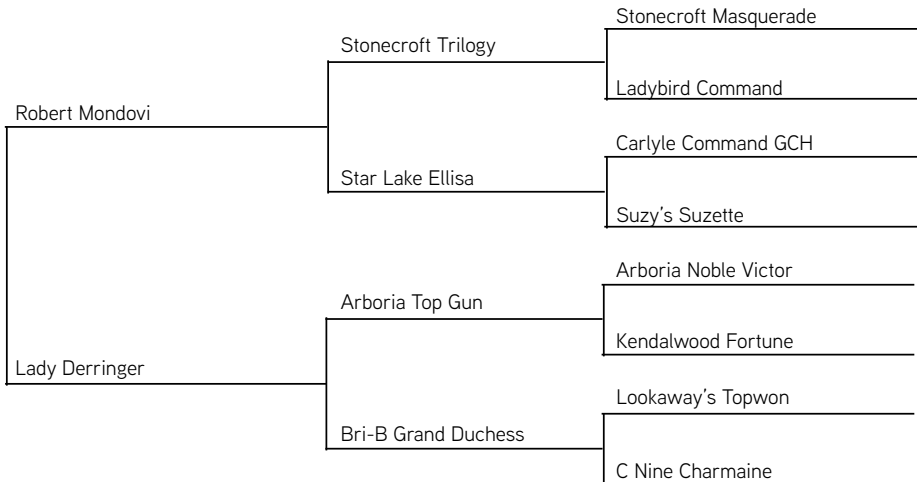 Stonecroft Masquerade
Stonecroft Trilogy
Ladybird Command
Robert Mondovi
Carlyle Command GCH
Star Lake Ellisa
Suzy's Suzette
Arboria Noble Victor
Arboria Top Gun
Kendalwood Fortune
Lady Derringer
Lookaway's Topwon
Bri-B Grand Duchess
C Nine Charmaine